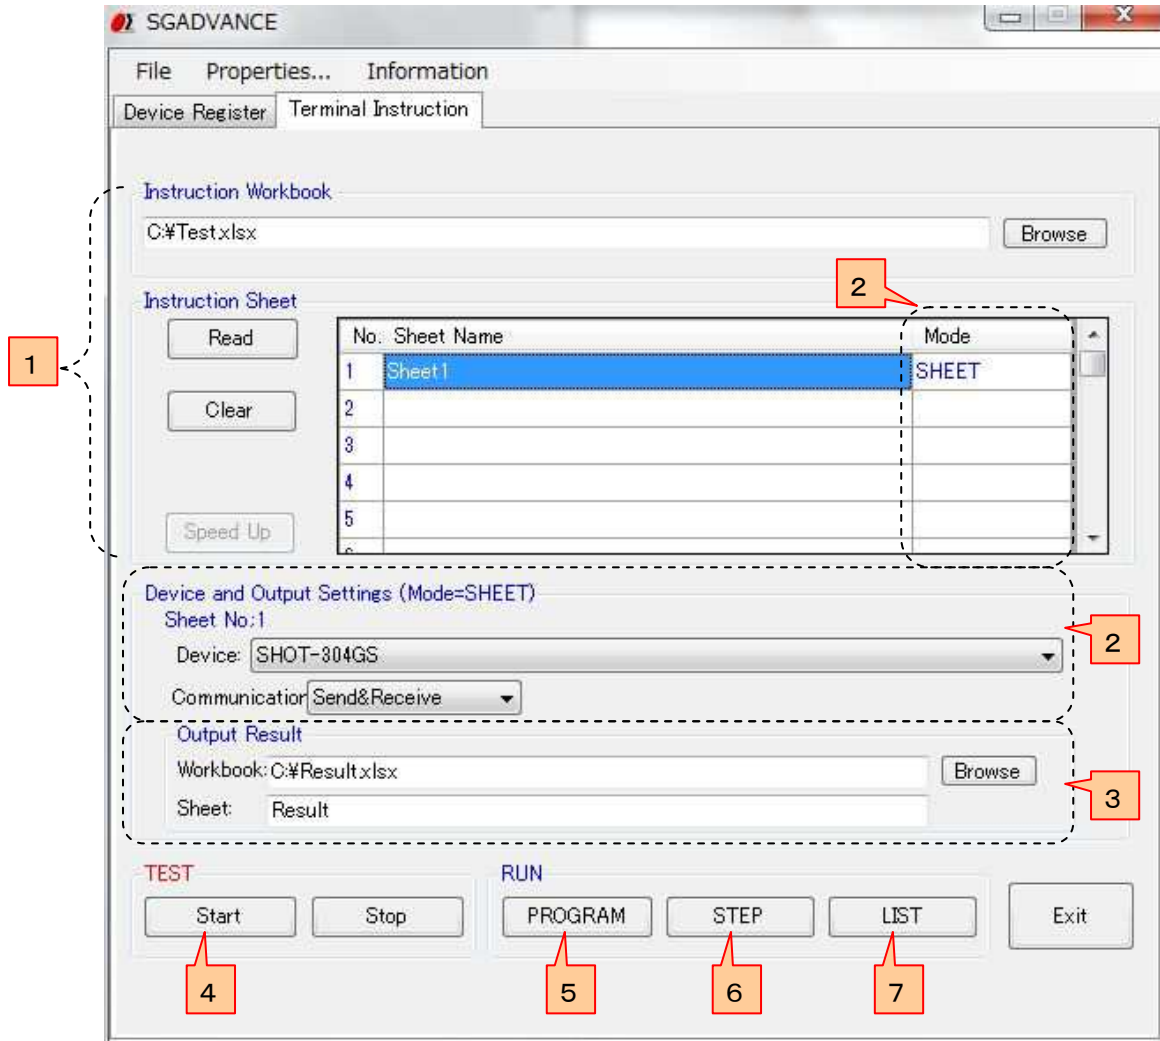 SGADVANCE
File Properties... Information
Device Register Terminal Instruction
Instruction Workbook
C:¥Test.xlsx Browse
2
Instruction Sheet
Read
No. Sheet Name Mode
1
1 Sheet1 SHEET
Clear
2
3
4
5
Speed Up
Device and Output Settings (Mode=SHEET)
Sheet No.:1
2
Device: SHOT-304GS
Communication Send&Receive
Output Result
Workbook: C:¥Result.xlsx Browse
3
Sheet: Result
TEST RUN
Start Stop PROGRAM STEP LIST Exit
4 5 6 7